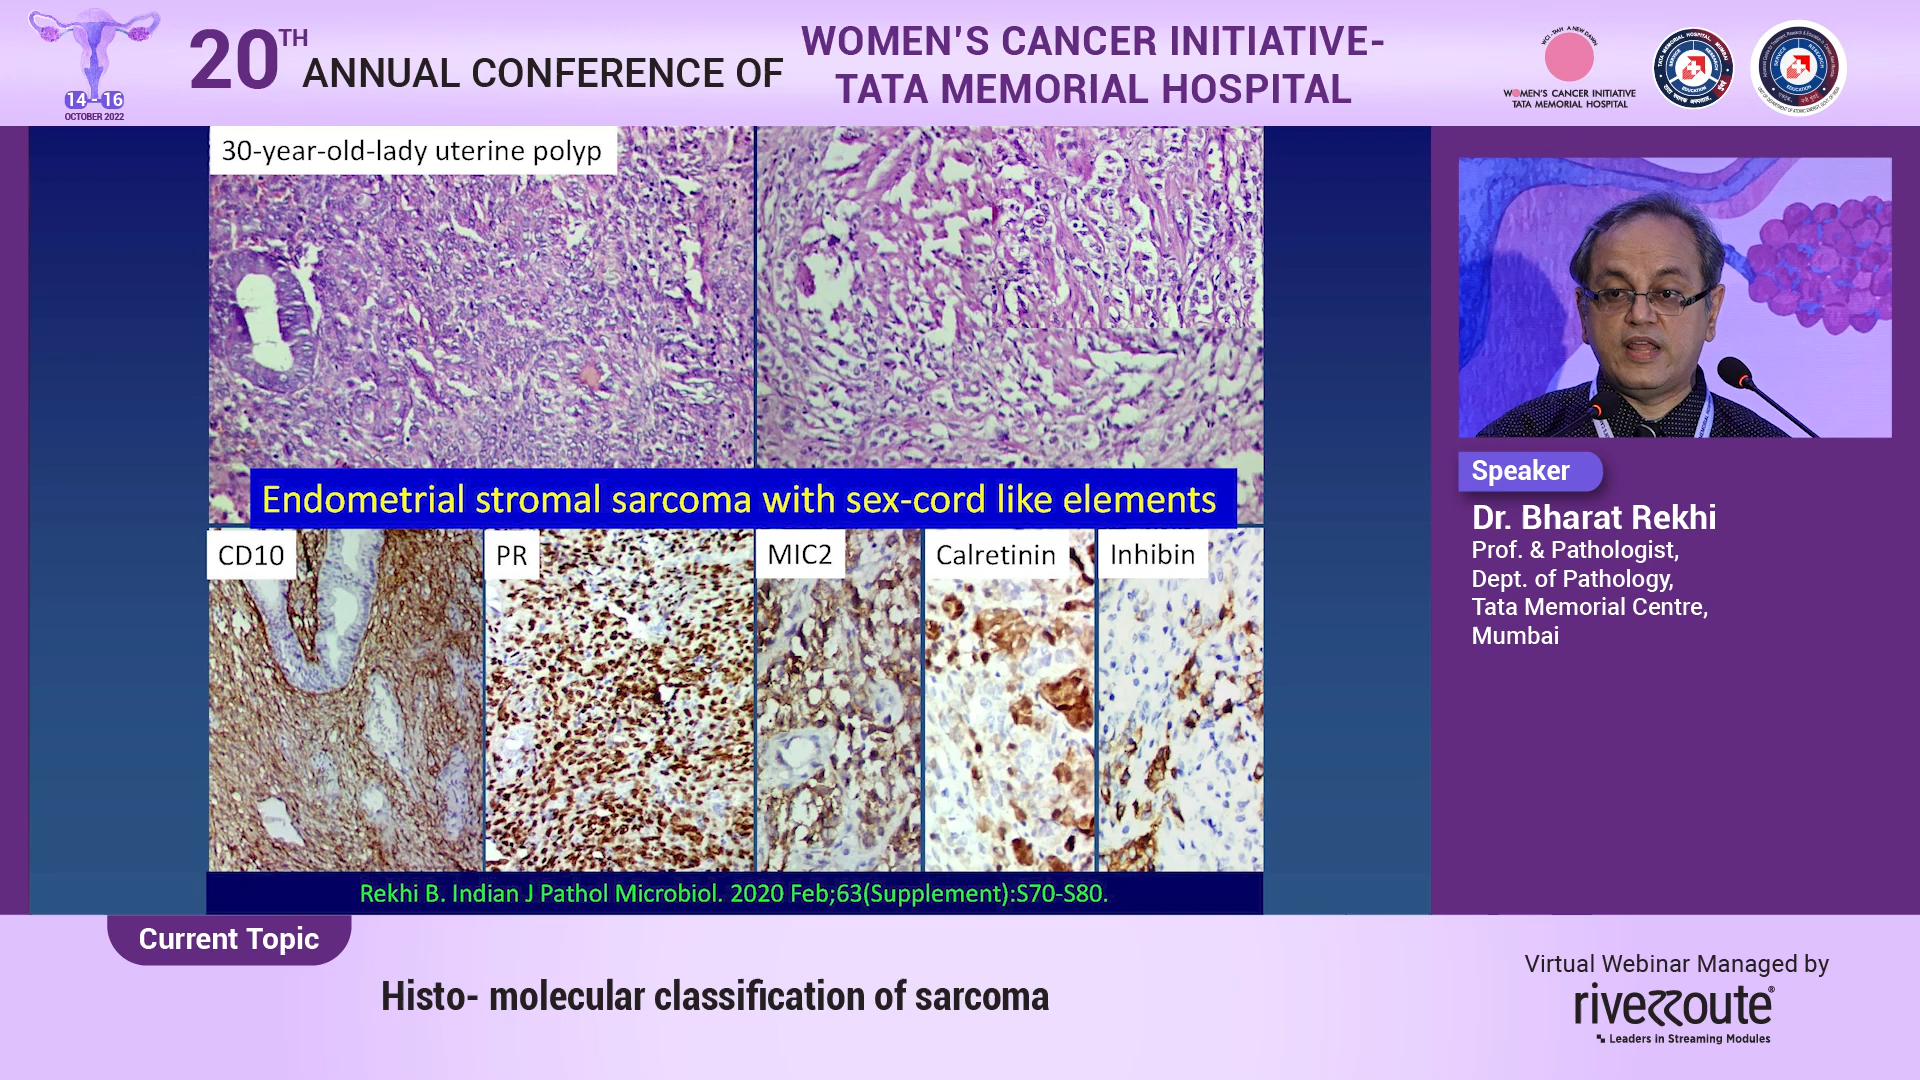 20TH ANNUAL CONFERENCE OF
WOMEN'S CANCER INITIATIVE-
TATA MEMORIAL HOSPITAL
14 - 16
OCTOBER 2022
WOMEN'S CANCER INITIATIVE
TATA MEMORIAL HOSPITAL
30-year-old-lady uterine polyp
Endometrial stromal sarcoma with sex-cord like elements
CD10
PR
MIC2
Calretinin
Inhibin
Rekhi B. Indian J Pathol Microbiol. 2020 Feb;63(Supplement):S70-S80.
Speaker
Dr. Bharat Rekhi
Prof. & Pathologist,
Dept. of Pathology,
Tata Memorial Centre,
Mumbai
Current Topic
Histo- molecular classification of sarcoma
Virtual Webinar Managed by
riverroute®
Leaders in Streaming Modules